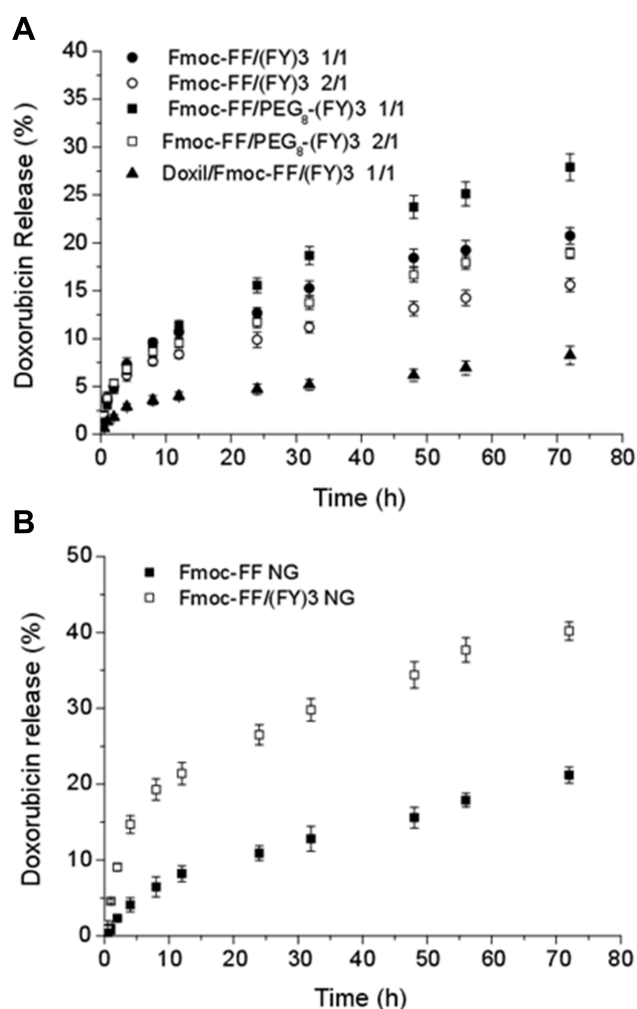 A
40
35
30
25
20
15
10
5
0
Doxorubicin Release (%)
Fmoc-FF/(FY)3 1/1
Fmoc-FF/(FY)3 2/1
Fmoc-FF/PEG8-(FY)3 1/1
Fmoc-FF/PEG8-(FY)3 2/1
Doxil/Fmoc-FF/(FY)3 1/1
0 10 20 30 40 50 60 70 80
Time (h)
B
50
40
30
20
10
0
Doxorubicin release (%)
Fmoc-FF NG
Fmoc-FF/(FY)3 NG
0 10 20 30 40 50 60 70 80
Time (h)